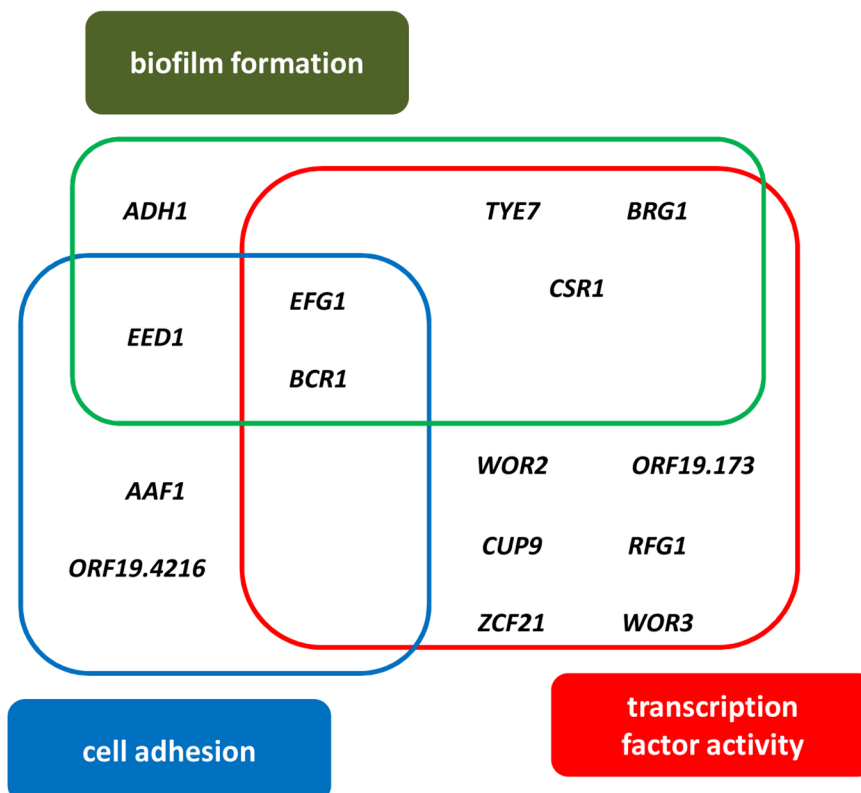 biofilm formation
ADH1
TYE7
BRG1
CSR1
EFG1
EED1
BCR1
WOR2
ORF19.173
AAF1
CUP9
RFG1
ORF19.4216
ZCF21
WOR3
transcription
factor activity
cell adhesion